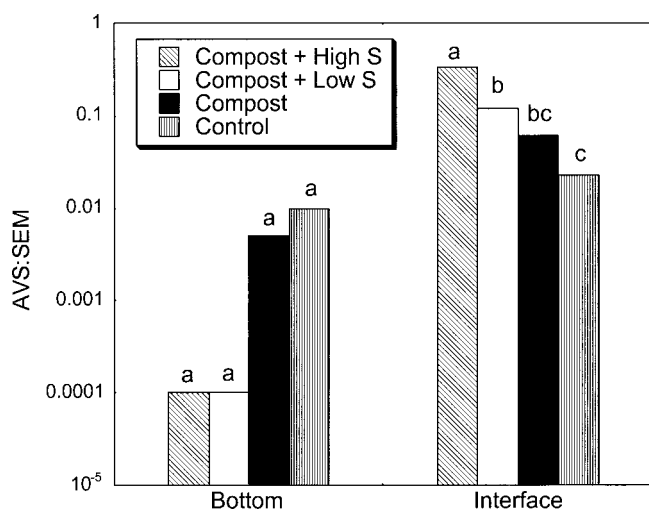 1
0.1
0.01
0.001
0.0001
10-5
AVS:SEM
Compost + High S
Compost + Low S
Compost
Control
a a a a
a b bc c
Bottom Interface